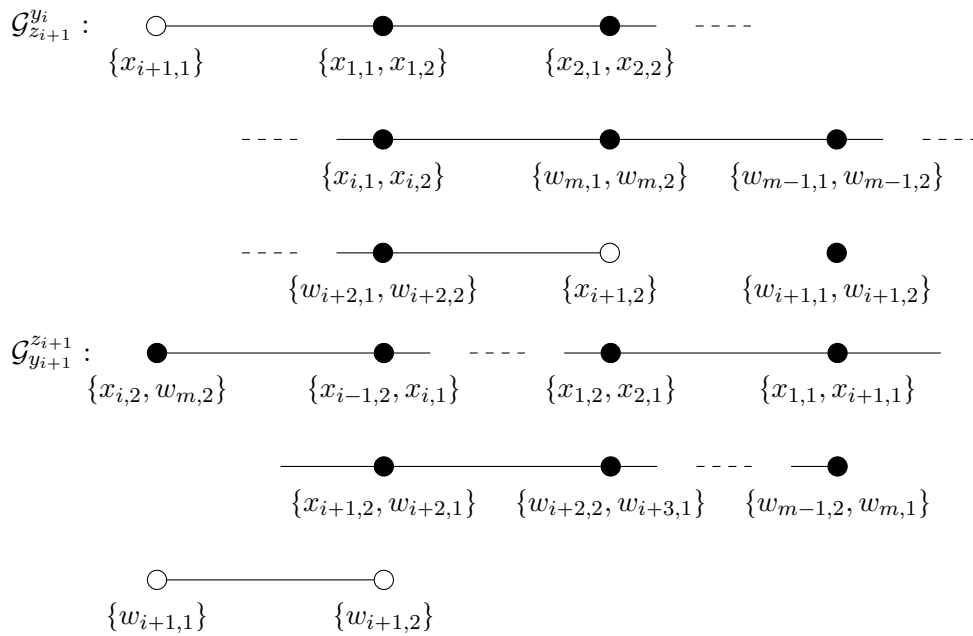 $\mathcal{G}^{y_i}_{z_{i+1}}$ :
$\{x_{i+1,1}\}$ $\{x_{1,1}, x_{1,2}\}$ $\{x_{2,1}, x_{2,2}\}$
$\{x_{i,1}, x_{i,2}\}$ $\{w_{m,1}, w_{m,2}\}$ $\{w_{m-1,1}, w_{m-1,2}\}$
$\{w_{i+2,1}, w_{i+2,2}\}$ $\{x_{i+1,2}\}$ $\{w_{i+1,1}, w_{i+1,2}\}$
$\mathcal{G}^{z_{i+1}}_{y_{i+1}}$ :
$\{x_{i,2}, w_{m,2}\}$ $\{x_{i-1,2}, x_{i,1}\}$ $\{x_{1,2}, x_{2,1}\}$ $\{x_{1,1}, x_{i+1,1}\}$
$\{x_{i+1,2}, w_{i+2,1}\}$ $\{w_{i+2,2}, w_{i+3,1}\}$ $\{w_{m-1,2}, w_{m,1}\}$
$\{w_{i+1,1}\}$ $\{w_{i+1,2}\}$